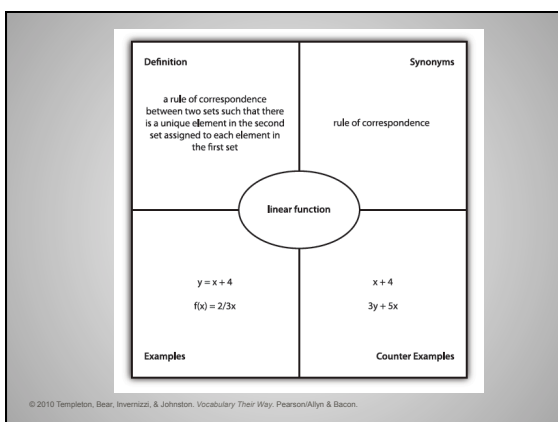 Definition
a rule of correspondence
between two sets such that there
is a unique element in the second
set assigned to each element in
the first set
Synonyms
rule of correspondence
linear function
y = x + 4
f(x) = 2/3x
Examples
x + 4
3y + 5x
Counter Examples
© 2010 Templeton, Bear, Invernizzi, & Johnston. Vocabulary Their Way. Pearson/Allyn & Bacon.